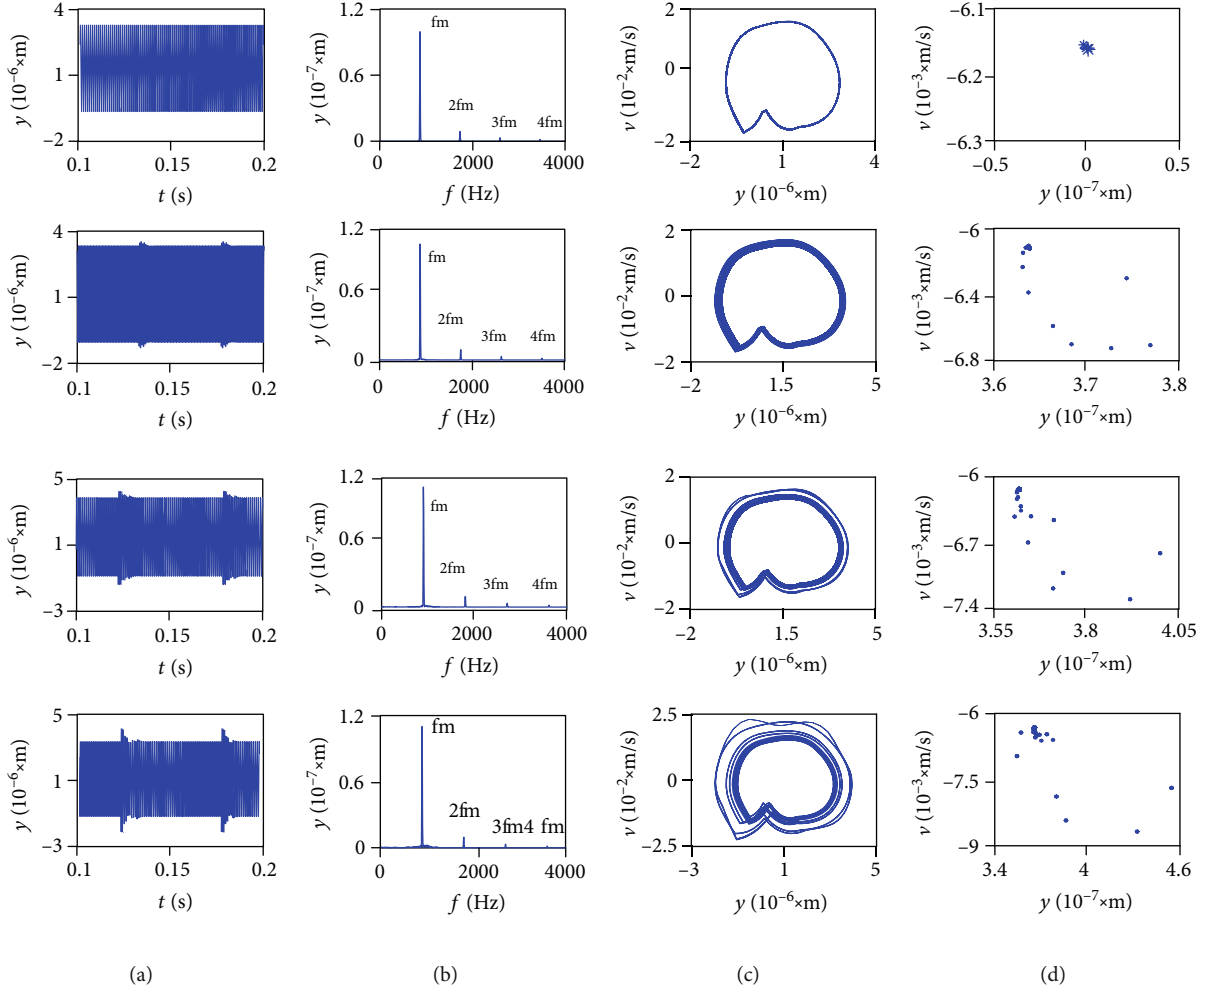 4
1
−2
0.1
0.15
0.2
y (10⁻⁶×m)
t (s)
1.2
0.6
0
0
2000
4000
fm
2fm
3fm
4fm
y (10⁻⁷×m)
f (Hz)
2
0
−2
−2
1
4
v (10⁻²×m/s)
y (10⁻⁶×m)
−6.1
−6.2
−6.3
−0.5
0
0.5
v (10⁻³×m/s)
y (10⁻⁷×m)
4
1
−2
0.1
0.15
0.2
y (10⁻⁶×m)
t (s)
1.2
0.6
0
0
2000
4000
fm
2fm
3fm
4fm
y (10⁻⁷×m)
f (Hz)
2
0
−2
−2
1.5
5
v (10⁻²×m/s)
y (10⁻⁶×m)
−6
−6.4
−6.8
3.6
3.7
3.8
v (10⁻³×m/s)
y (10⁻⁷×m)
5
1
−3
0.1
0.15
0.2
y (10⁻⁶×m)
t (s)
1.2
0.6
0
0
2000
4000
fm
2fm
3fm
4fm
y (10⁻⁷×m)
f (Hz)
2
0
−2
−2
1.5
5
v (10⁻²×m/s)
y (10⁻⁶×m)
−6
−6.7
−7.4
3.55
3.8
4.05
v (10⁻³×m/s)
y (10⁻⁷×m)
5
1
−3
0.1
0.15
0.2
y (10⁻⁶×m)
t (s)
1.2
0.6
0
0
2000
4000
fm
2fm
3fm4 fm
y (10⁻⁷×m)
f (Hz)
2.5
0
−2.5
−3
1
5
v (10⁻²×m/s)
y (10⁻⁶×m)
−6
−7.5
−9
3.4
4
4.6
v (10⁻³×m/s)
y (10⁻⁷×m)
(a)
(b)
(c)
(d)